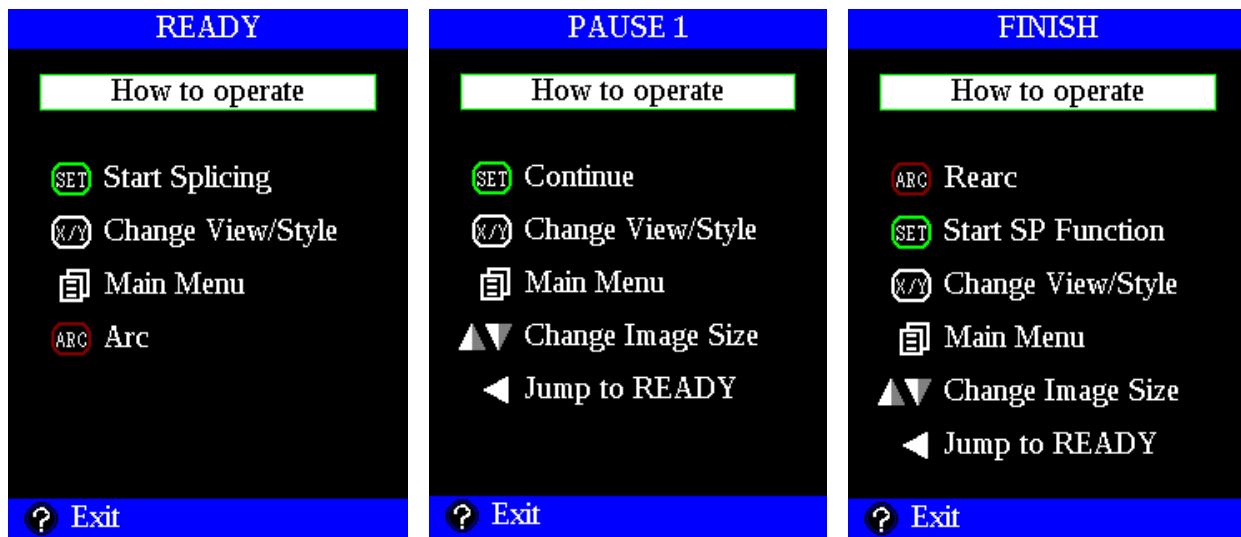 READY
How to operate
SET Start Splicing
X/Y Change View/Style
Main Menu
ARC Arc
? Exit
PAUSE 1
How to operate
SET Continue
X/Y Change View/Style
Main Menu
Change Image Size
Jump to READY
? Exit
FINISH
How to operate
ARC Rearc
SET Start SP Function
X/Y Change View/Style
Main Menu
Change Image Size
Jump to READY
? Exit